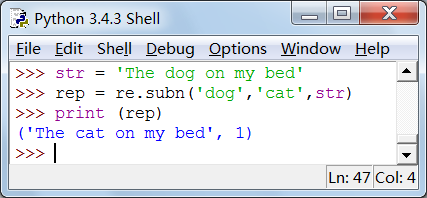 Python 3.4.3 Shell
File Edit Shell Debug Options Window Help
>>> str = 'The dog on my bed'
>>> rep = re.subn('dog','cat',str)
>>> print (rep)
('The cat on my bed', 1)
>>>
Ln: 47 Col: 4